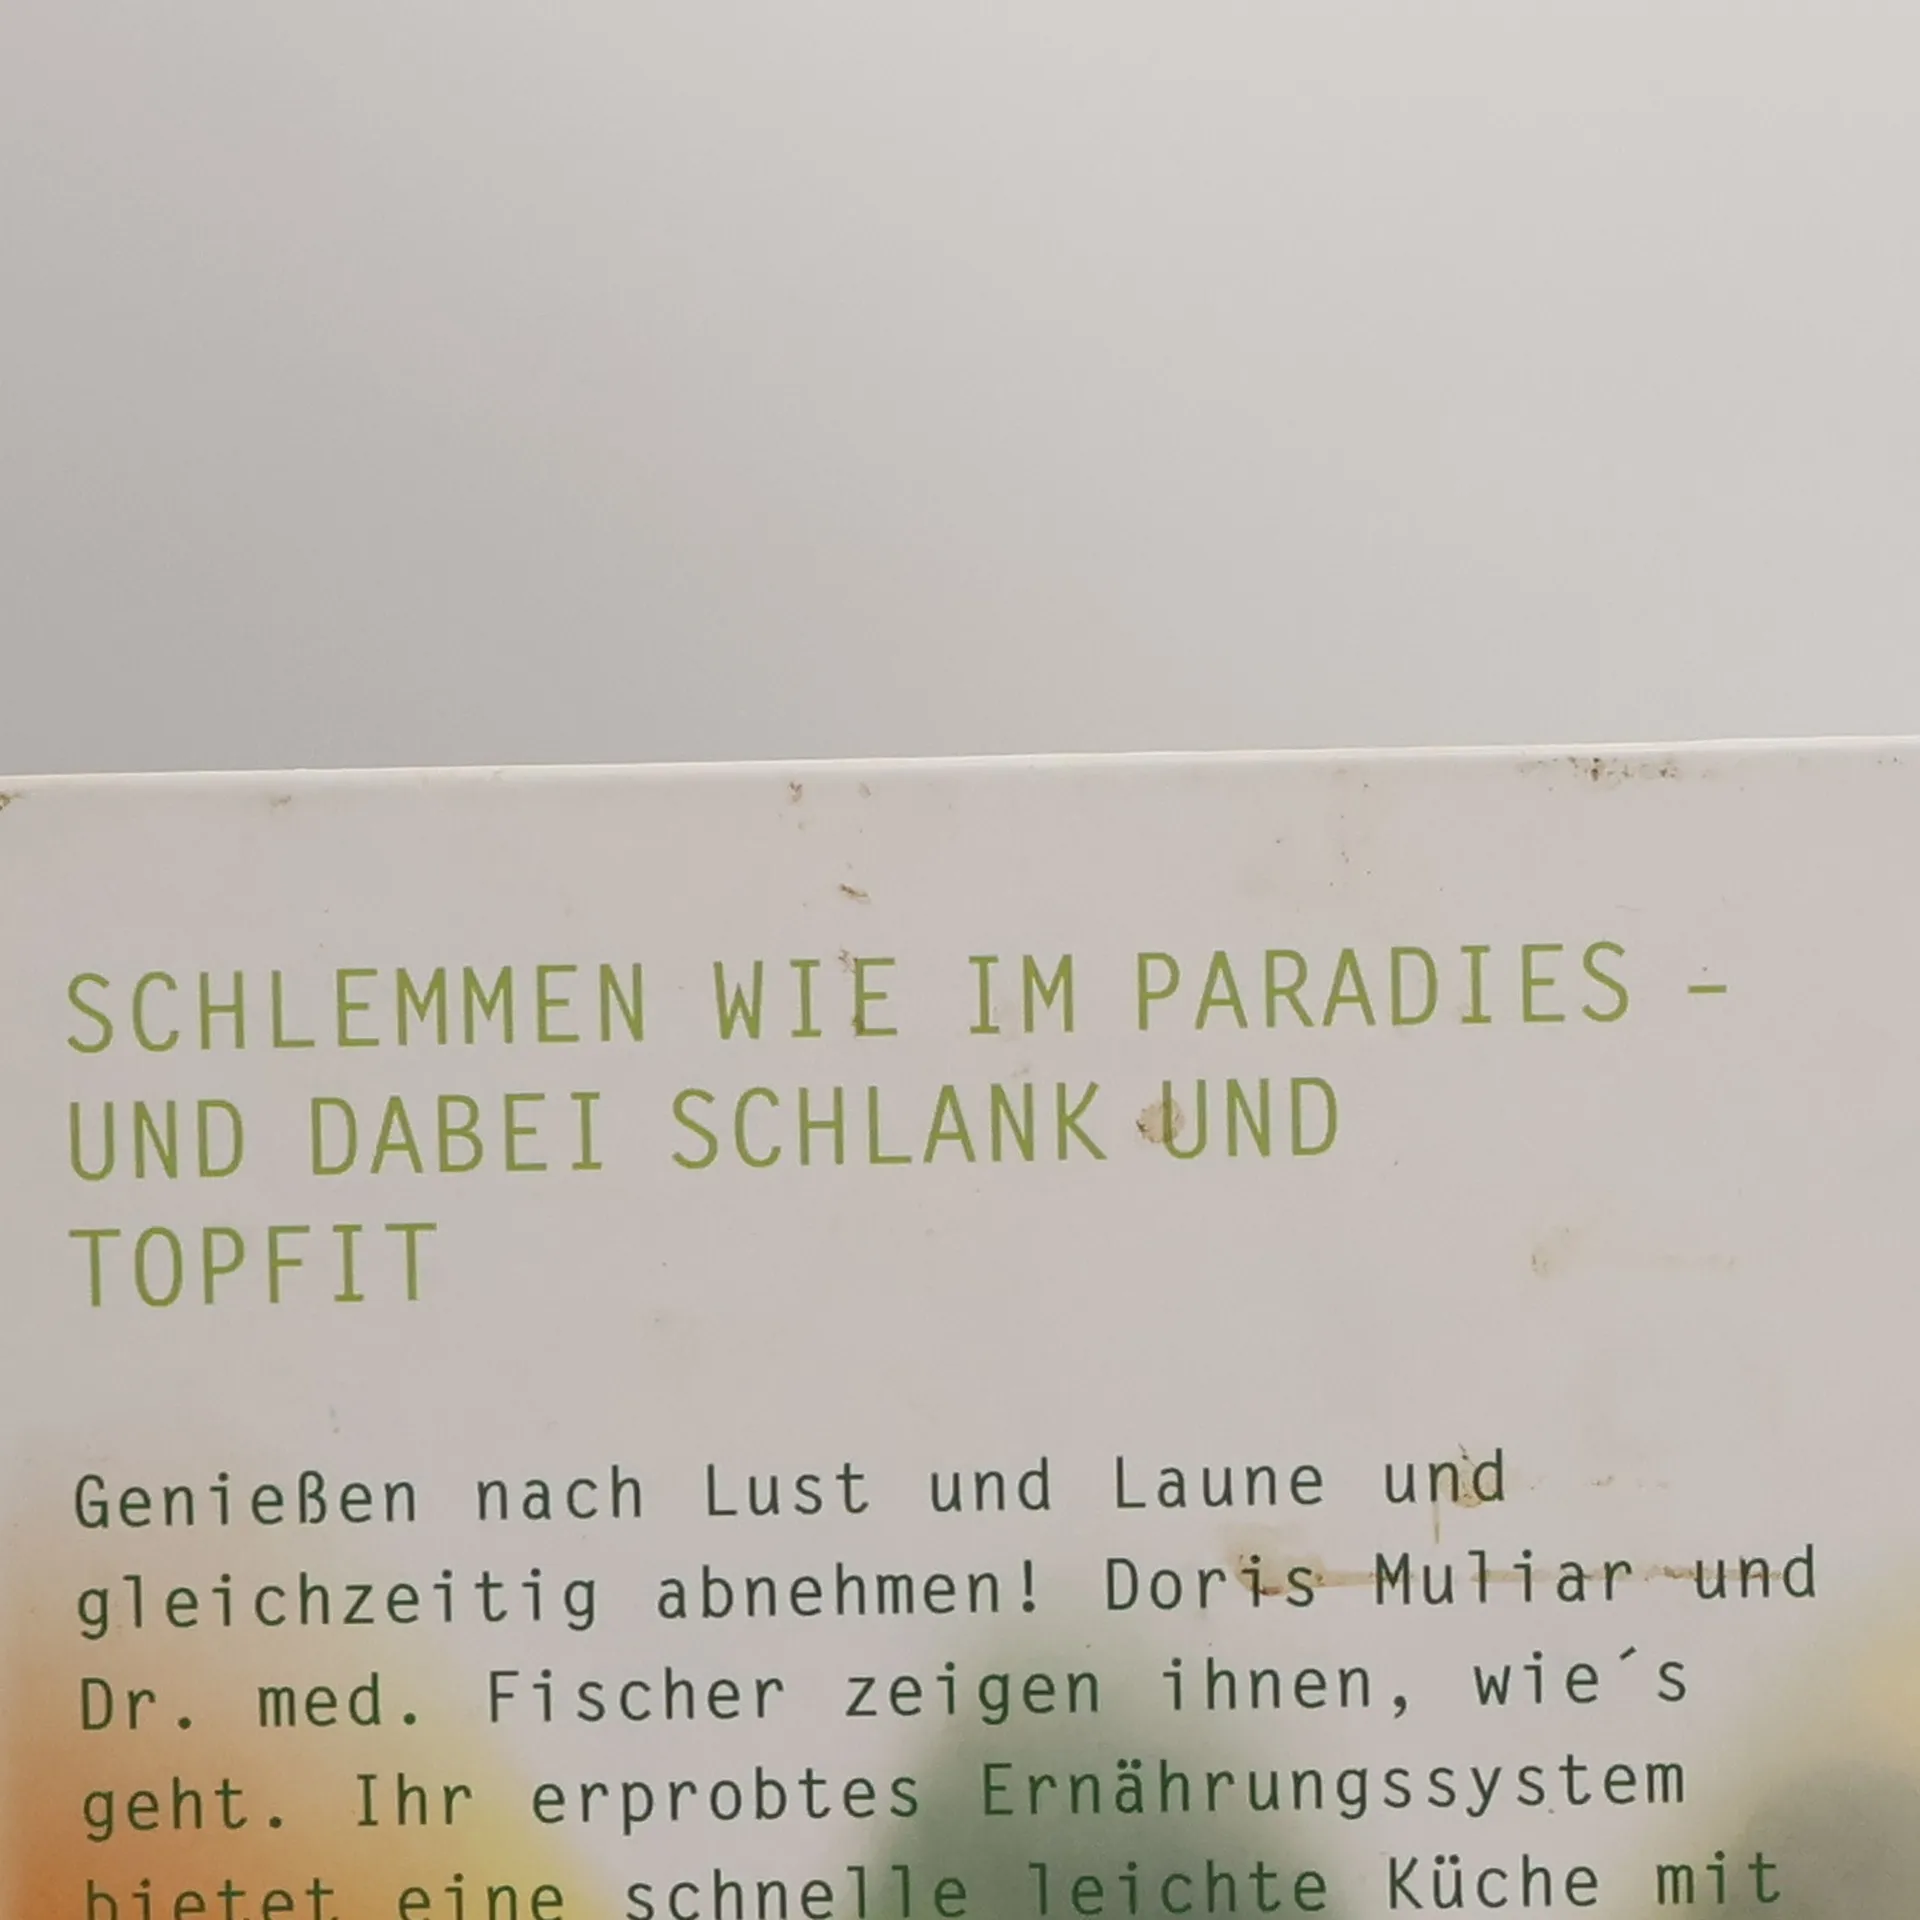 SCHLEMMEN WIE IM PARADIES –
UND DABEI SCHLANK UND
TOPFIT
Genießen nach Lust und Laune und
gleichzeitig abnehmen! Doris Muliar und
Dr. med. Fischer zeigen ihnen, wie´s
geht. Ihr erprobtes Ernährungssystem
bietet eine schnelle leichte Küche mit